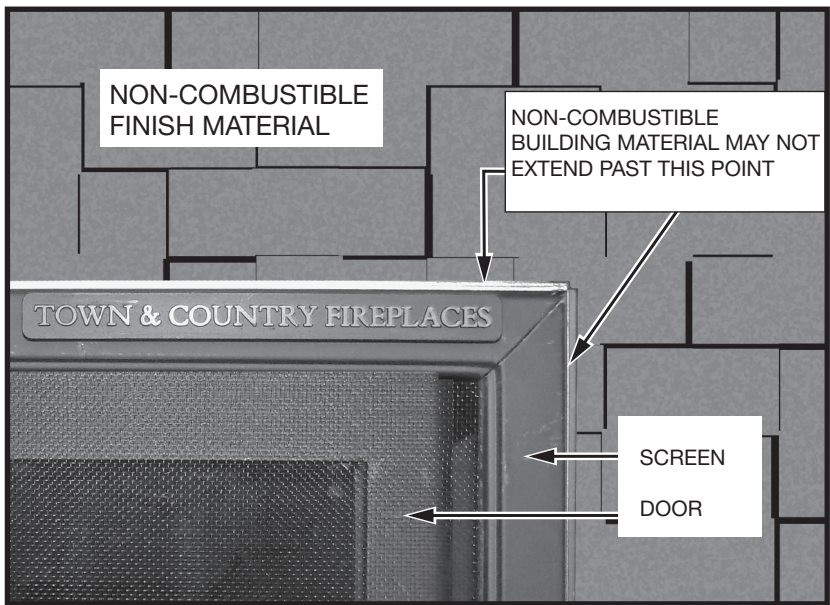 NON-COMBUSTIBLE
FINISH MATERIAL
NON-COMBUSTIBLE
BUILDING MATERIAL MAY NOT
EXTEND PAST THIS POINT
TOWN & COUNTRY FIREPLACES
SCREEN
DOOR